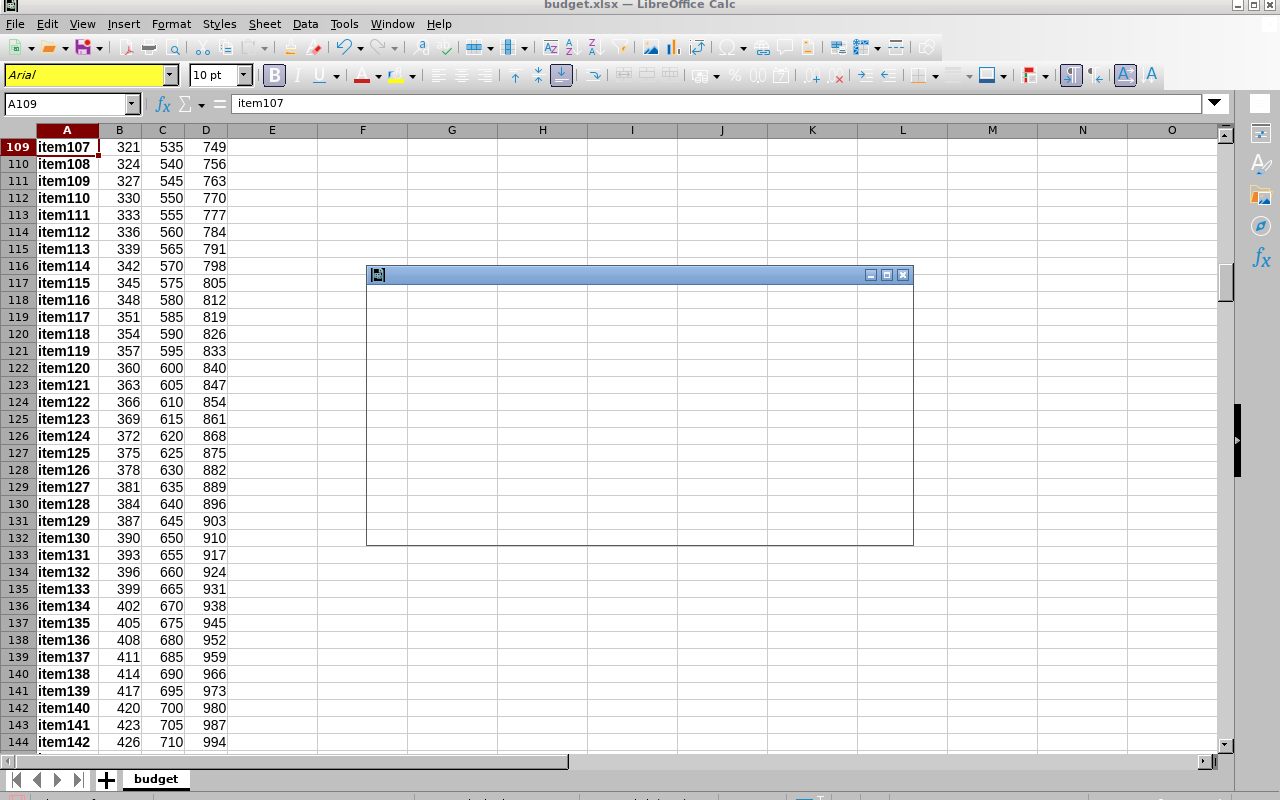 budget.xlsx — LibreOffice Calc
File Edit View Insert Format Styles Sheet Data Tools Window Help
Arial 10 pt
A109 item107
A B C D E F G H I J K L M N O
109 item107 321 535 749
110 item108 324 540 756
111 item109 327 545 763
112 item110 330 550 770
113 item111 333 555 777
114 item112 336 560 784
115 item113 339 565 791
116 item114 342 570 798
117 item115 345 575 805
118 item116 348 580 812
119 item117 351 585 819
120 item118 354 590 826
121 item119 357 595 833
122 item120 360 600 840
123 item121 363 605 847
124 item122 366 610 854
125 item123 369 615 861
126 item124 372 620 868
127 item125 375 625 875
128 item126 378 630 882
129 item127 381 635 889
130 item128 384 640 896
131 item129 387 645 903
132 item130 390 650 910
133 item131 393 655 917
134 item132 396 660 924
135 item133 399 665 931
136 item134 402 670 938
137 item135 405 675 945
138 item136 408 680 952
139 item137 411 685 959
140 item138 414 690 966
141 item139 417 695 973
142 item140 420 700 980
143 item141 423 705 987
144 item142 426 710 994
budget